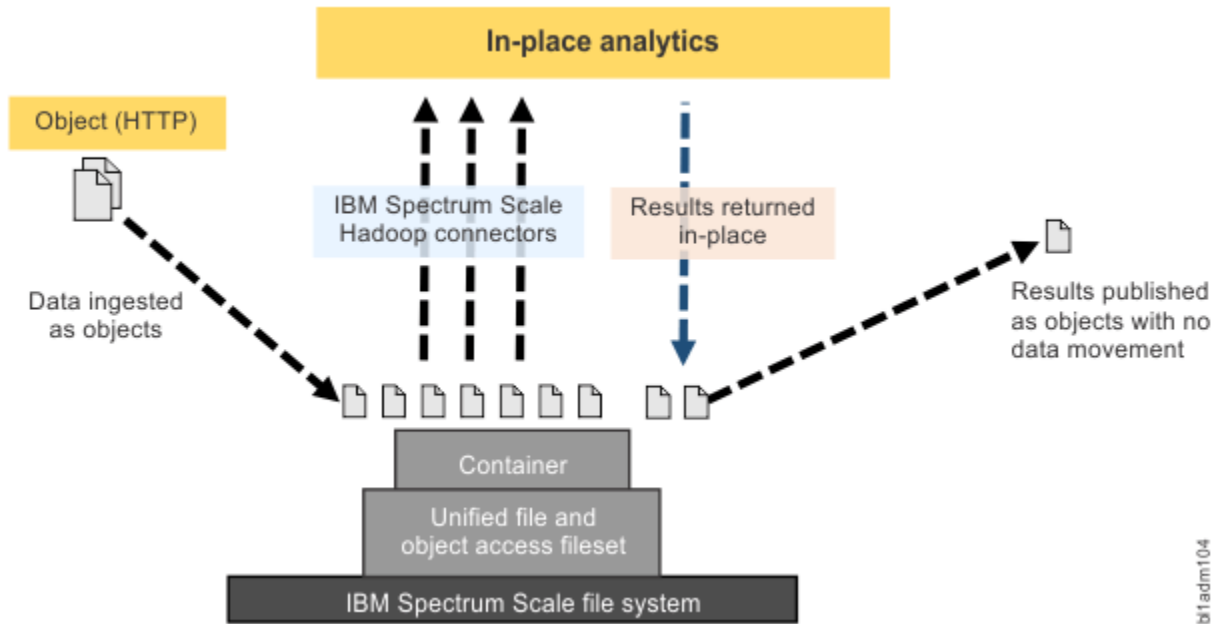 In-place analytics
Object (HTTP)
IBM Spectrum Scale
Hadoop connectors
Results returned
in-place
Data ingested
as objects
Results published
as objects with no
data movement
Container
Unified file and
object access fileset
IBM Spectrum Scale file system
bl1adm104